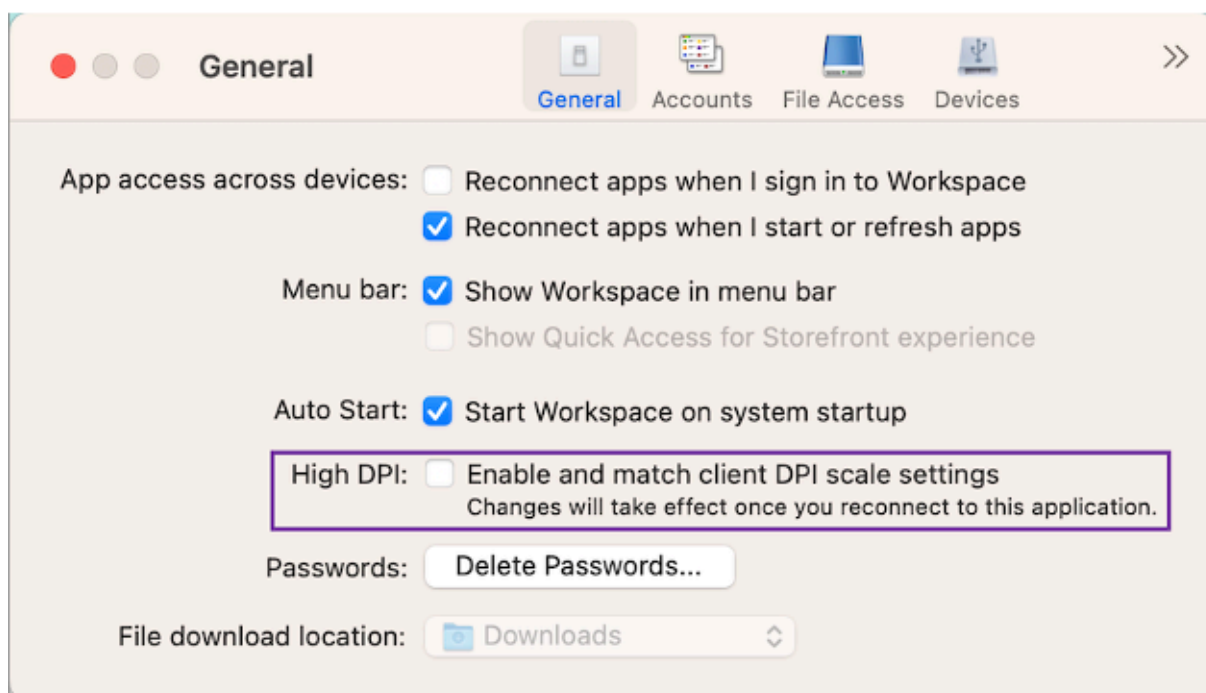 General
General
Accounts
File Access
Devices
App access across devices: Reconnect apps when I sign in to Workspace
Reconnect apps when I start or refresh apps
Menu bar: Show Workspace in menu bar
Show Quick Access for Storefront experience
Auto Start: Start Workspace on system startup
High DPI: Enable and match client DPI scale settings
Changes will take effect once you reconnect to this application.
Passwords: Delete Passwords...
File download location: Downloads